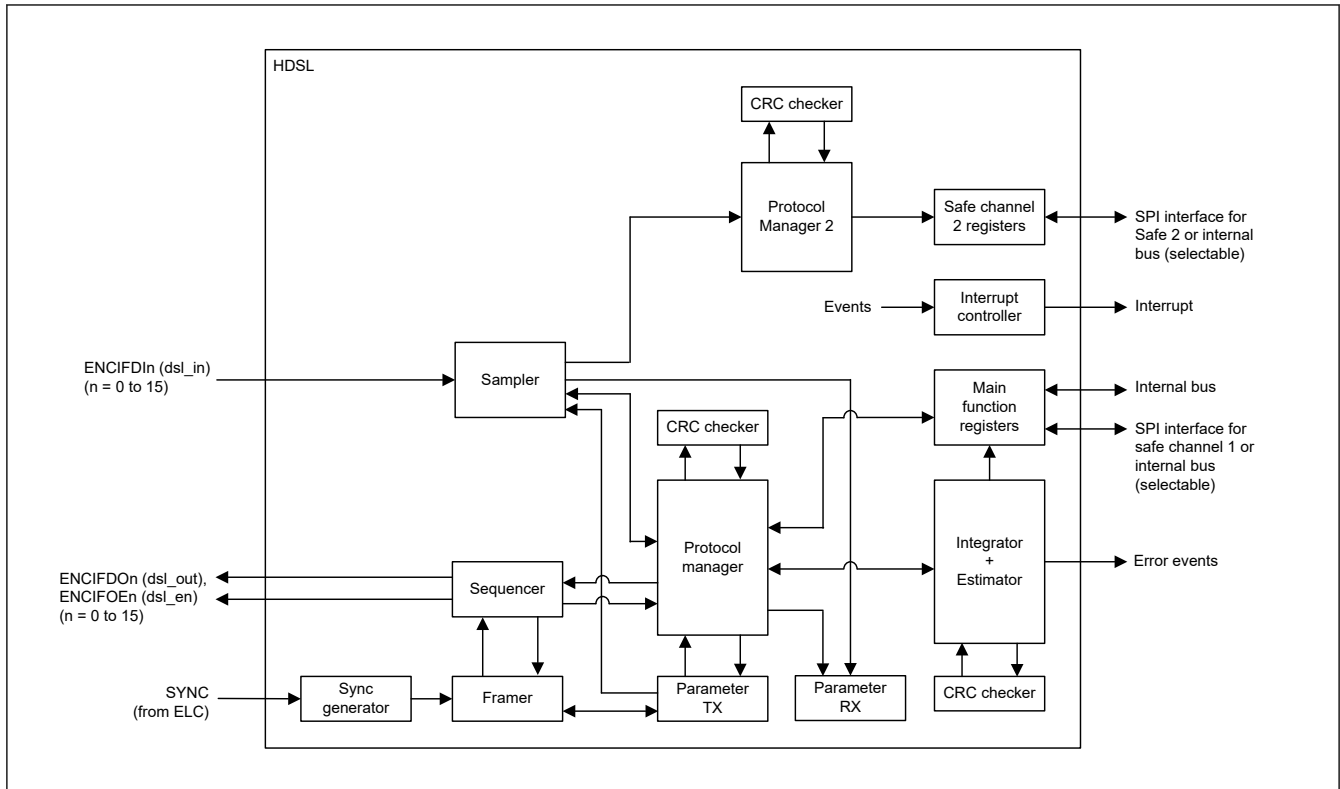 HDSL
CRC checker
Protocol
Manager 2
Safe channel
2 registers
SPI interface for
Safe 2 or internal
bus (selectable)
Events
Interrupt
controller
Interrupt
ENCIFDIn (dsl_in)
(n = 0 to 15)
Sampler
Main
function
registers
Internal bus
SPI interface for
safe channel 1 or
internal bus
(selectable)
CRC checker
Protocol
manager
Integrator
+
Estimator
Error events
ENCIFDOn (dsl_out),
ENCIFOEn (dsl_en)
(n = 0 to 15)
Sequencer
SYNC
(from ELC)
Sync
generator
Framer
Parameter
TX
Parameter
RX
CRC checker